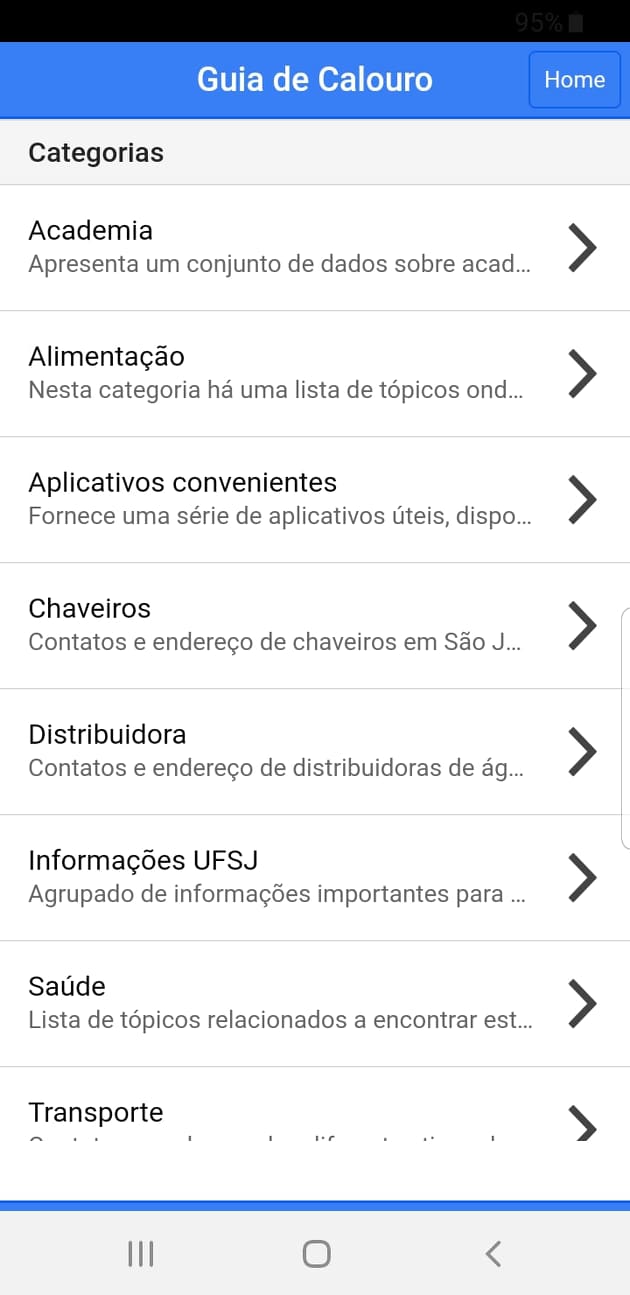 95%
Guia de Calouro
Home
Categorias
Academia
Apresenta um conjunto de dados sobre acad...
Alimentação
Nesta categoria há uma lista de tópicos ond...
Aplicativos convenientes
Fornece uma série de aplicativos úteis, dispo...
Chaveiros
Contatos e endereço de chaveiros em São J...
Distribuidora
Contatos e endereço de distribuidoras de ág...
Informações UFSJ
Agrupado de informações importantes para ...
Saúde
Lista de tópicos relacionados a encontrar est...
Transporte